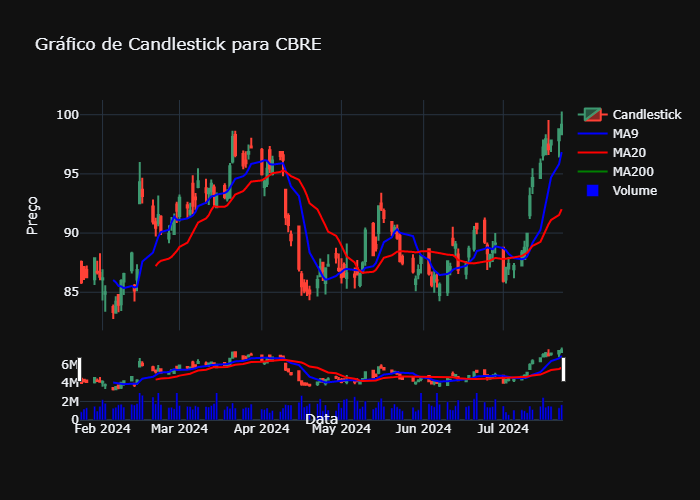 Gráfico de Candlestick para CBRE
Preço
100
95
90
85
6M
4M
2M
0
Feb 2024
Mar 2024
Apr 2024
May 2024
Jun 2024
Jul 2024
Data
Candlestick
MA9
MA20
MA200
Volume